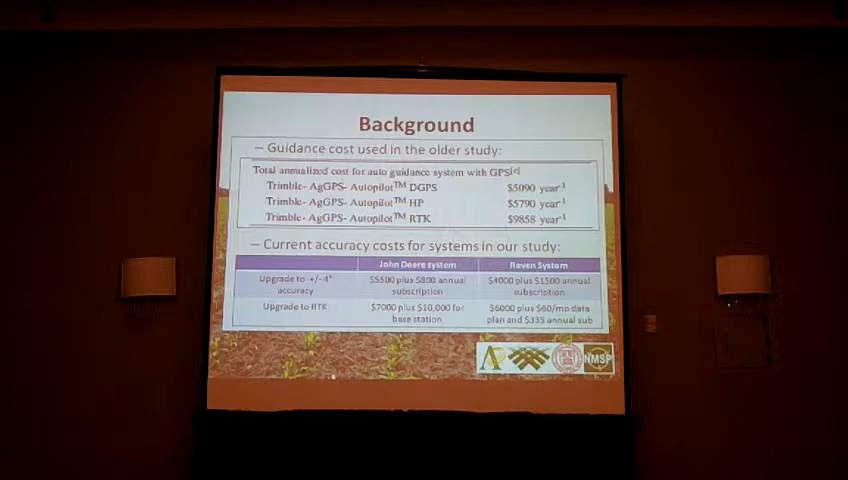 Background
– Guidance cost used in the older study:
Total annualized cost for auto guidance system with GPS[c]
Trimble- AgGPS- Autopilot™ DGPS $5090 year-1
Trimble- AgGPS- Autopilot™ HP $5790 year-1
Trimble- AgGPS- Autopilot™ RTK $9858 year-1
– Current accuracy costs for systems in our study:
John Deere system Raven System
Upgrade to +/-4" accuracy $5500 plus $800 annual subscription $4000 plus $1500 annual subscription
Upgrade to RTK $7000 plus $10,000 for base station $6000 plus $60/mo data plan and $335 annual sub
NMSP